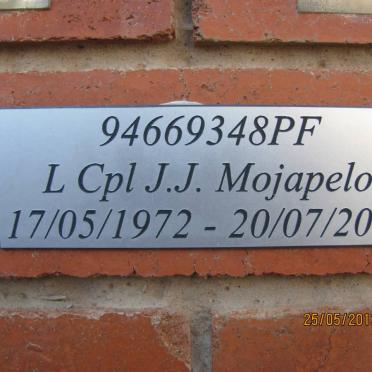 94669348PF
L Cpl J.J. Mojapelo
17/05/1972 - 20/07/20
25/05/201